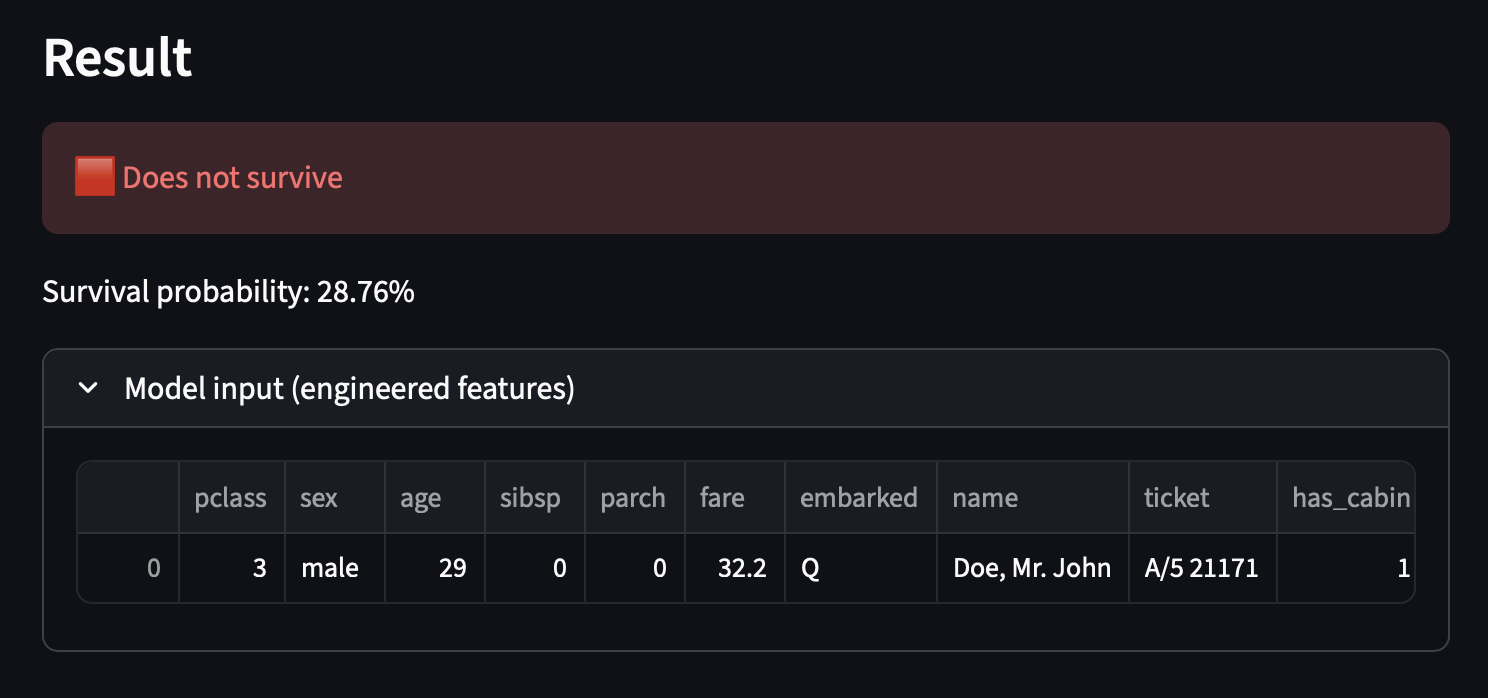 Result
Does not survive
Survival probability: 28.76%
Model input (engineered features)
pclass sex age sibsp parch fare embarked name ticket has_cabin
0 3 male 29 0 0 32.2 Q Doe, Mr. John A/5 21171 1